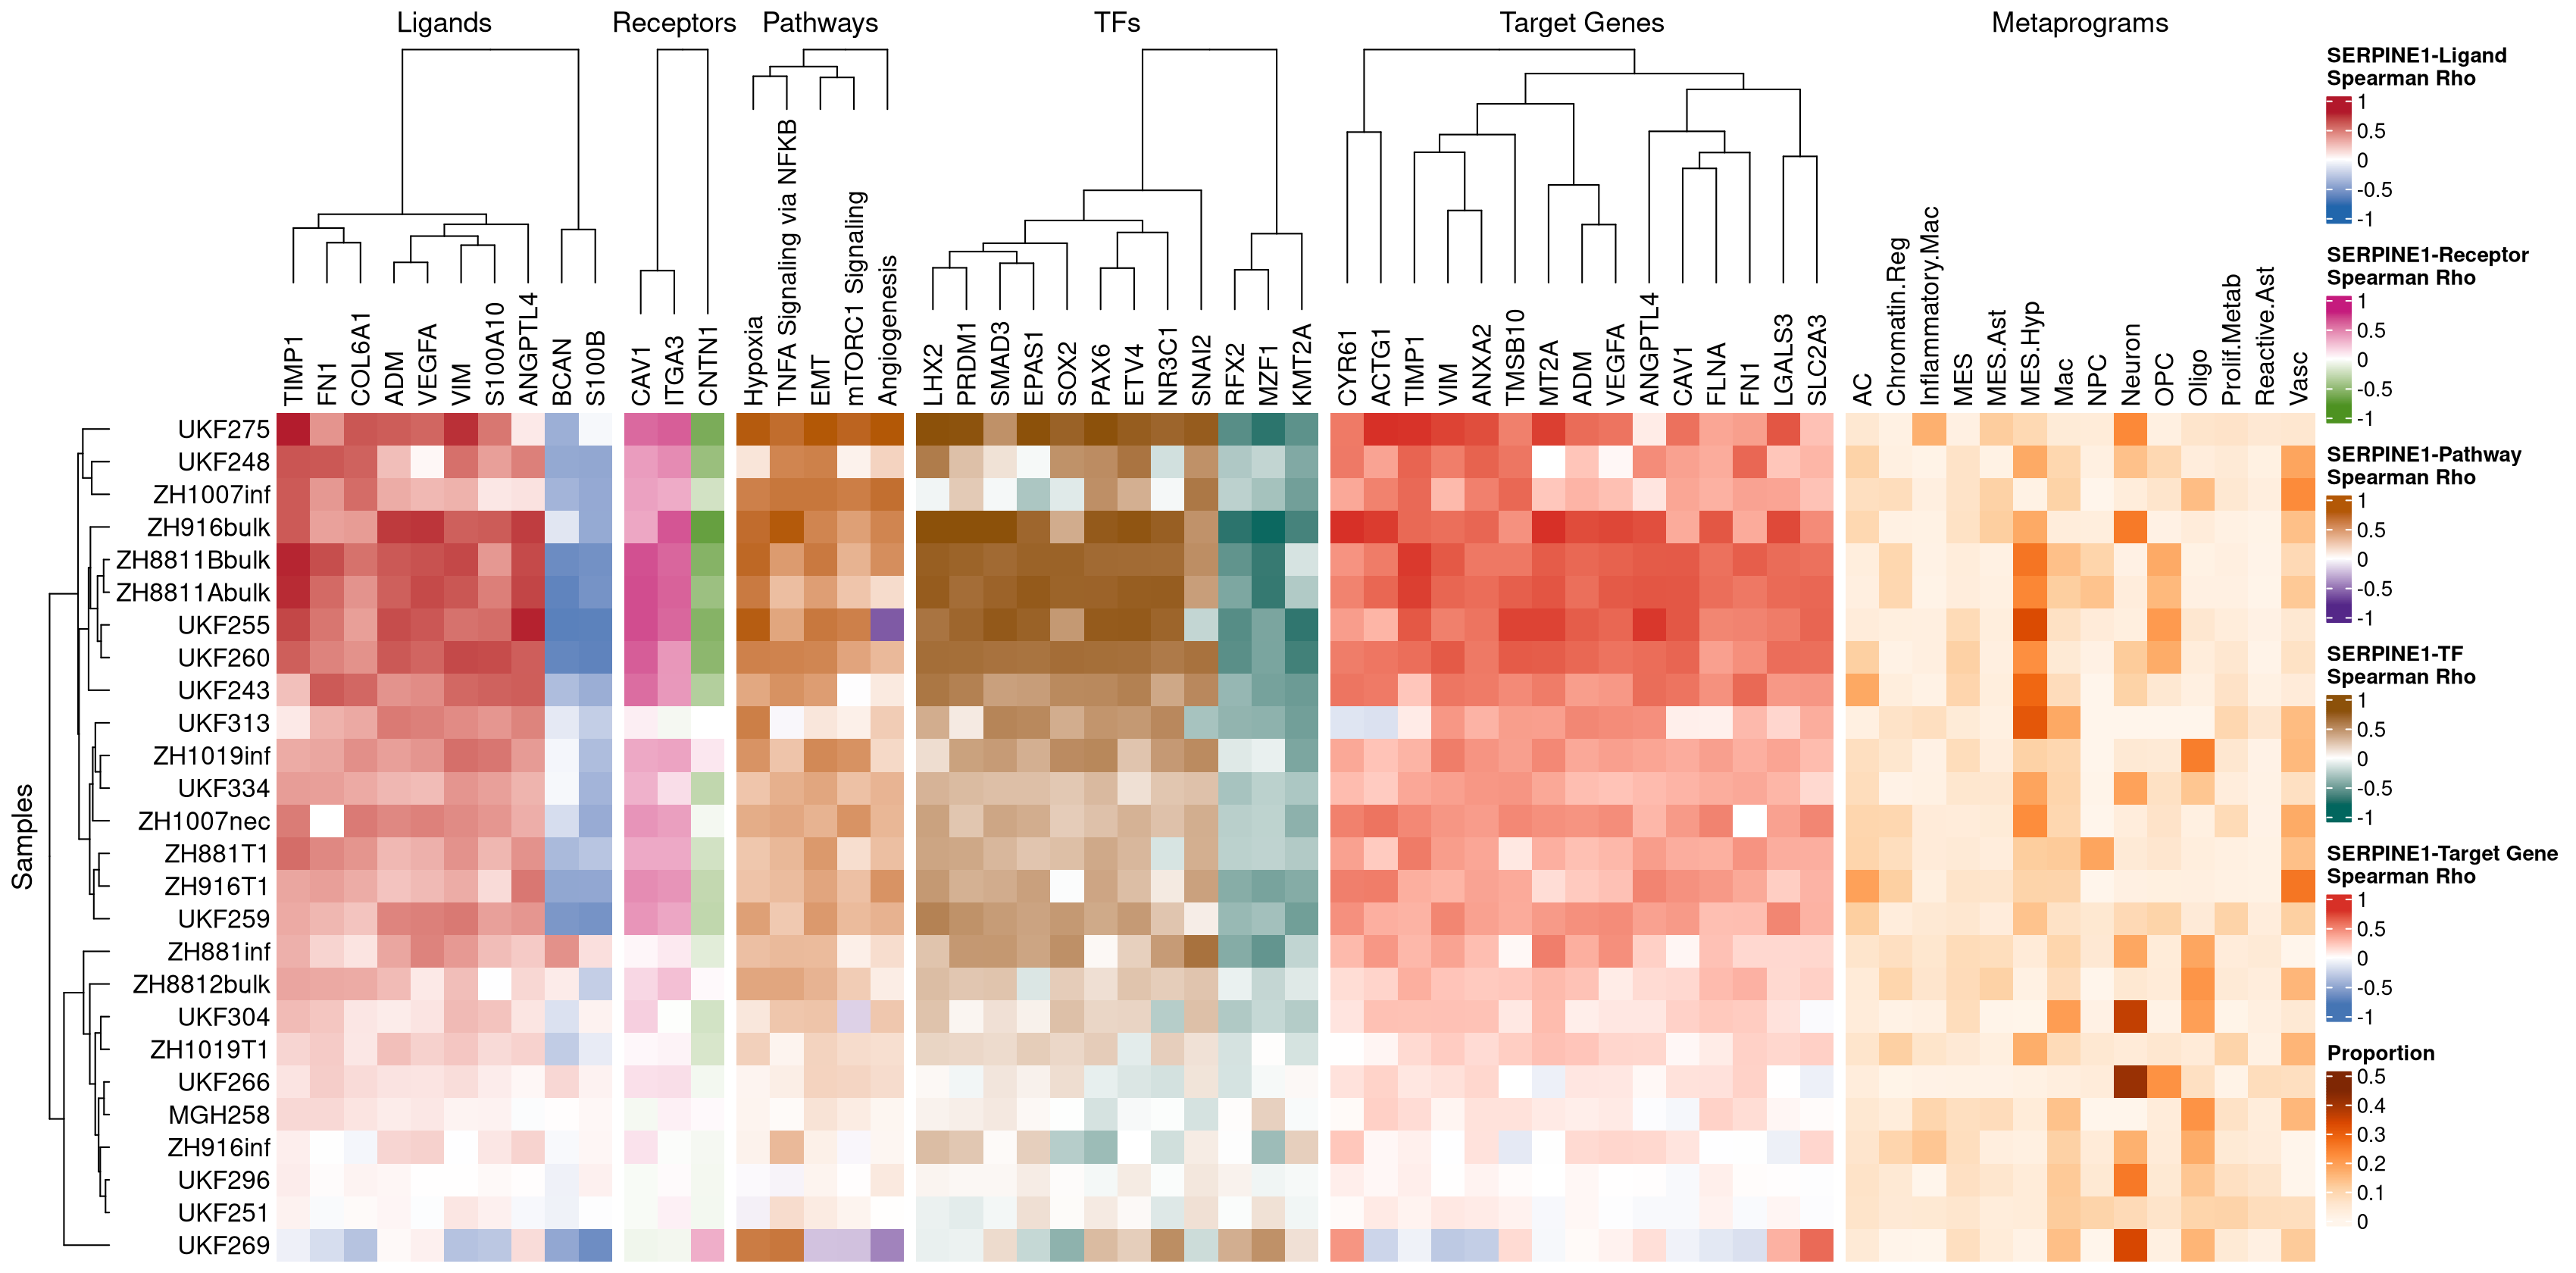 Ligands
Receptors
Pathways
TFs
Target Genes
Metaprograms
TIMP1
FN1
COL6A1
ADM
VEGFA
VIM
S100A10
ANGPTL4
BCAN
S100B
CAV1
ITGA3
CNTN1
Hypoxia
TNFA Signaling via NFKB
EMT
mTORC1 Signaling
Angiogenesis
LHX2
PRDM1
SMAD3
EPAS1
SOX2
PAX6
ETV4
NR3C1
SNAI2
RFX2
MZF1
KMT2A
CYR61
ACTG1
TIMP1
VIM
ANXA2
TMSB10
MT2A
ADM
VEGFA
ANGPTL4
CAV1
FLNA
FN1
LGALS3
SLC2A3
AC
Chromatin.Reg
Inflammatory.Mac
MES
MES.Ast
MES.Hyp
Mac
NPC
Neuron
OPC
Oligo
Prolif.Metab
Reactive.Ast
Vasc
Samples
UKF275
UKF248
ZH1007inf
ZH916bulk
ZH8811Bbulk
ZH8811Abulk
UKF255
UKF260
UKF243
UKF313
ZH1019inf
UKF334
ZH1007nec
ZH881T1
ZH916T1
UKF259
ZH881inf
ZH8812bulk
UKF304
ZH1019T1
UKF266
MGH258
ZH916inf
UKF296
UKF251
UKF269
SERPINE1-Ligand
Spearman Rho
1
0.5
0
-0.5
-1
SERPINE1-Receptor
Spearman Rho
1
0.5
0
-0.5
-1
SERPINE1-Pathway
Spearman Rho
1
0.5
0
-0.5
-1
SERPINE1-TF
Spearman Rho
1
0.5
0
-0.5
-1
SERPINE1-Target Gene
Spearman Rho
1
0.5
0
-0.5
-1
Proportion
0.5
0.4
0.3
0.2
0.1
0